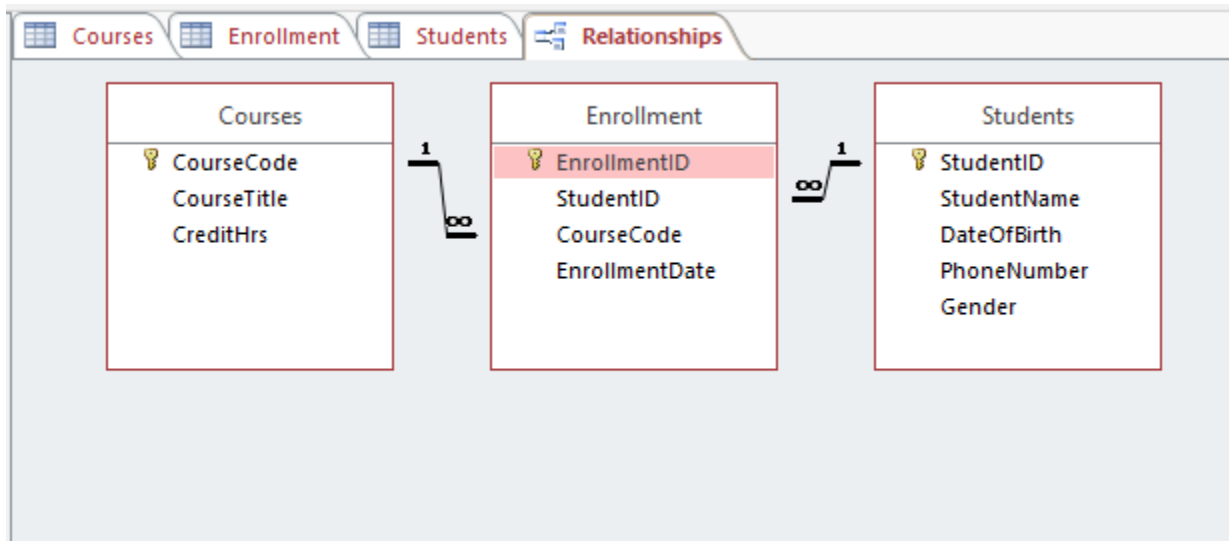 Courses Enrollment Students Relationships
Courses
CourseCode
CourseTitle
CreditHrs
1
∞
Enrollment
EnrollmentID
StudentID
CourseCode
EnrollmentDate
∞
1
Students
StudentID
StudentName
DateOfBirth
PhoneNumber
Gender